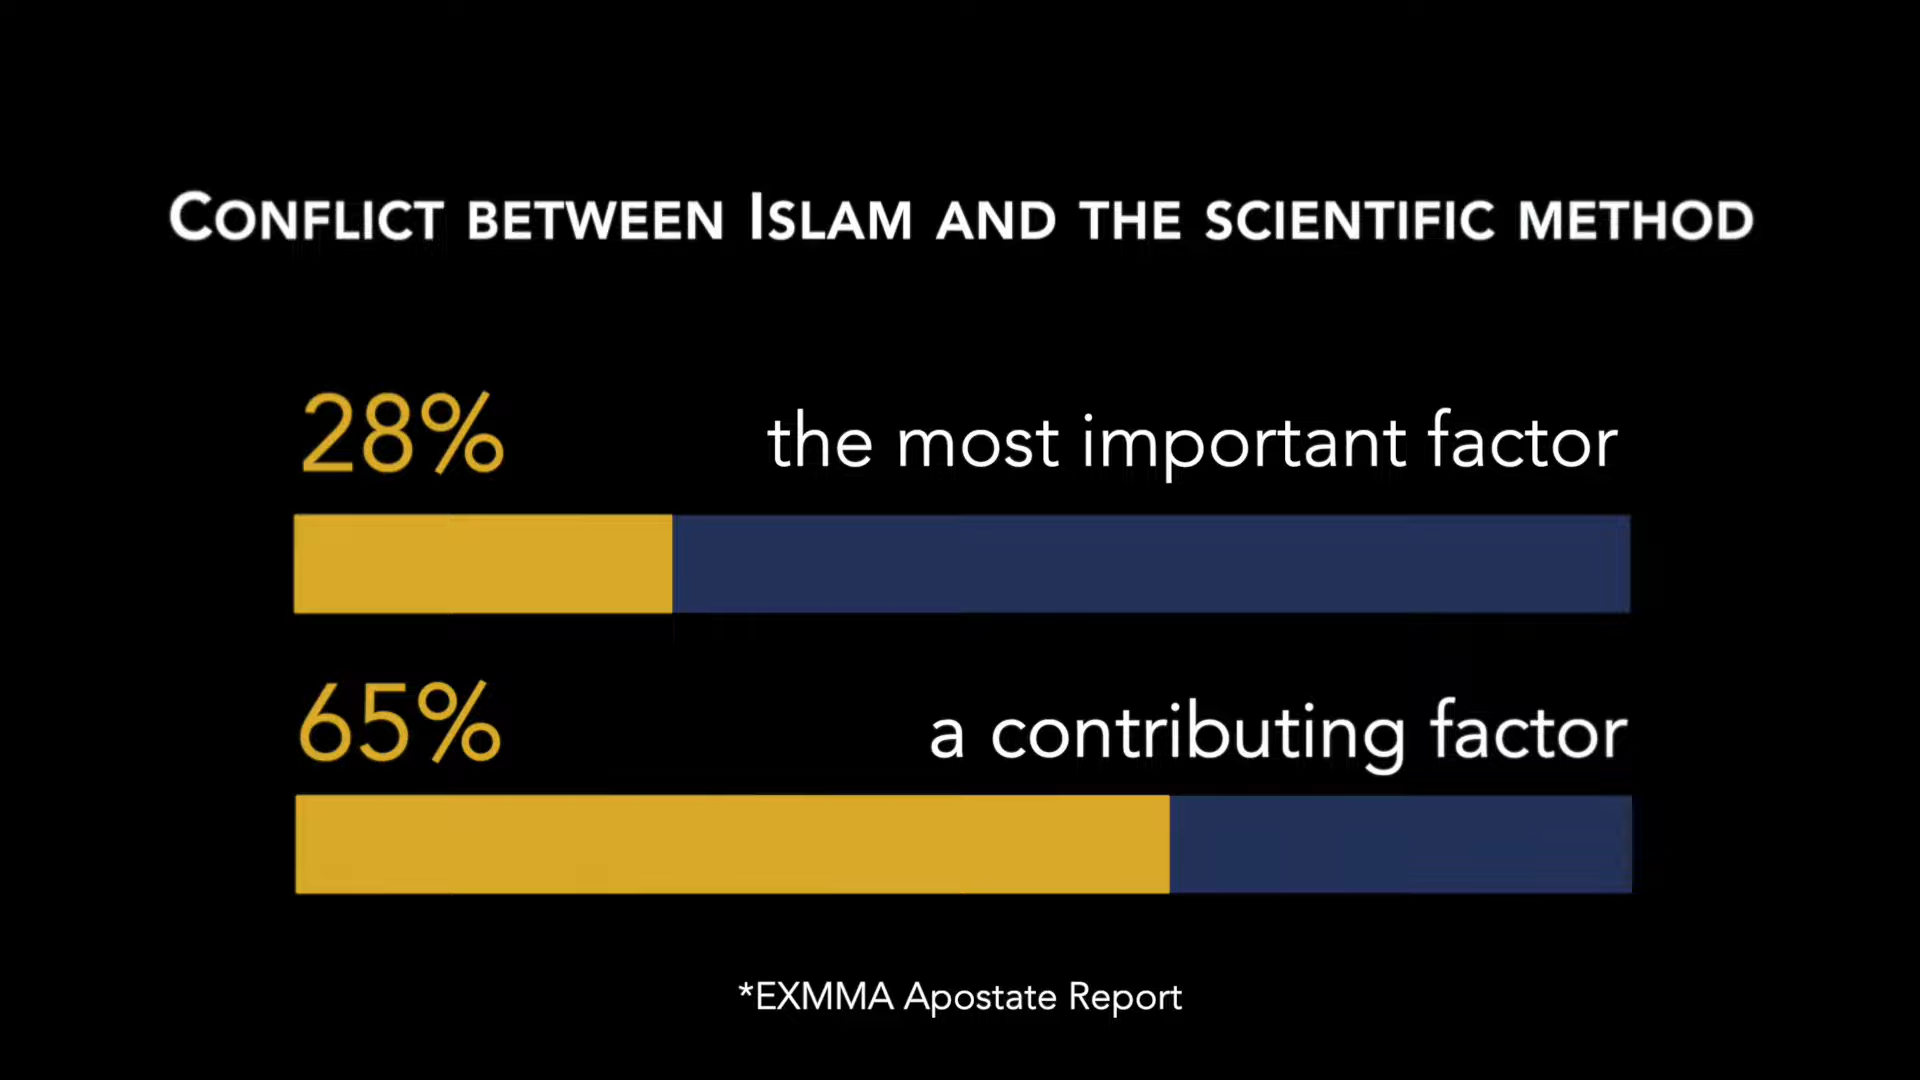 Conflict between Islam and the scientific method
28% the most important factor
65% a contributing factor
*EXMMA Apostate Report